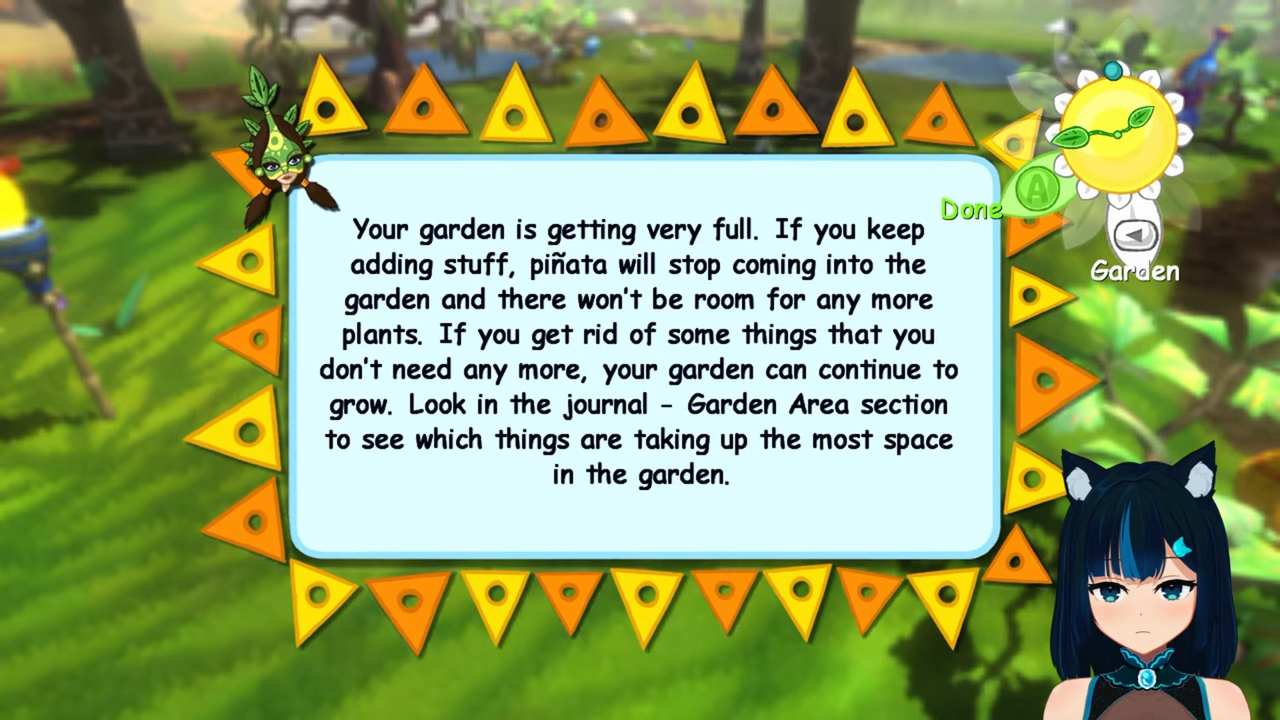 Your garden is getting very full. If you keep
adding stuff, piñata will stop coming into the
garden and there won't be room for any more
plants. If you get rid of some things that you
don't need any more, your garden can continue to
grow. Look in the journal - Garden Area section
to see which things are taking up the most space
in the garden.
A
Done
Garden